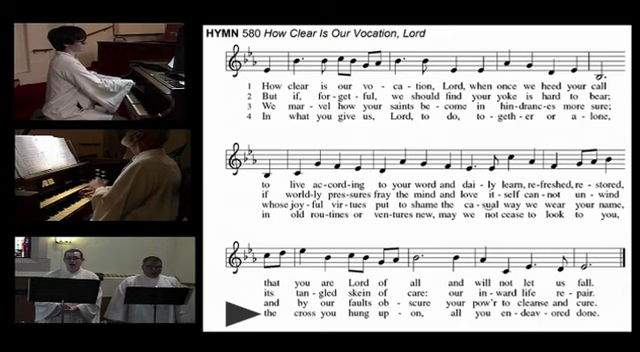 HYMN 580 How Clear Is Our Vocation, Lord
1 How clear is our vo - ca - tion, Lord, when once we heed your call
2 But if, for - get - ful, we should find your yoke is hard to bear;
3 We mar - vel how your saints be - come in hin - dranc - es more sure;
4 In what you give us, Lord, to do, to - geth - er or a - lone,
to live ac - cord - ing to your word and dai - ly learn, re - freshed, re - stored,
if world - ly pres - sures fray the mind and love it - self can - not un - wind
whose joy - ful vir - tues put to shame the ca - sual way we wear your name,
in old rou - tines or ven - tures new, may we not cease to look to you,
that you are Lord of all and will not let us fall.
its tan - gled skein of care: our in - ward life re - pair.
and by our faults ob - scure your pow'r to cleanse and cure.
the cross you hung up - on, all you en - deav - ored done.